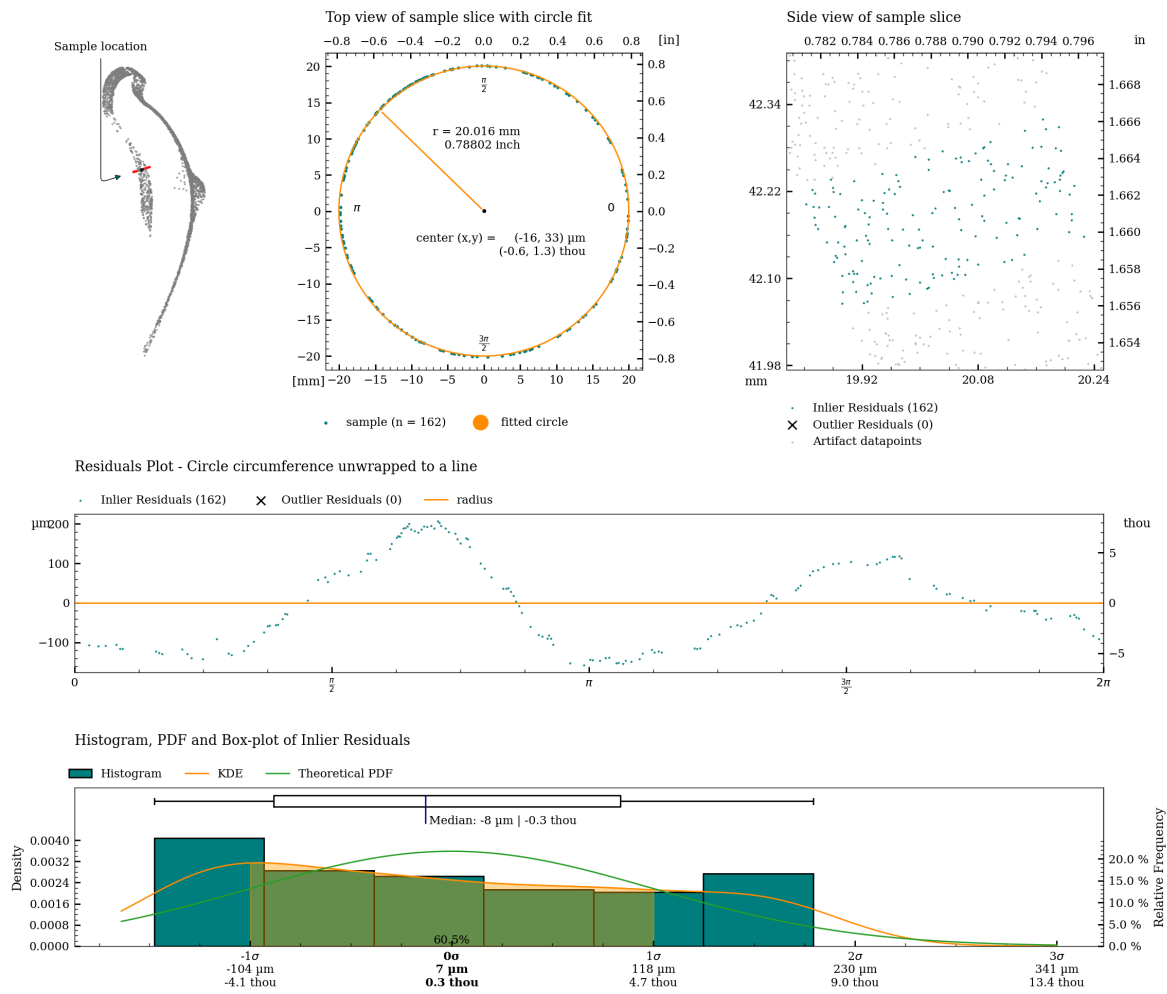 Sample location
Top view of sample slice with circle fit
−0.8 −0.6 −0.4 −0.2 0.0 0.2 0.4 0.6 0.8 [in]
20 15 10 5 0 −5 −10 −15 −20
0.8 0.6 0.4 0.2 0.0 −0.2 −0.4 −0.6 −0.8
π/2
r = 20.016 mm
0.78802 inch
π 0
center (x,y) = (-16, 33) µm
(-0.6, 1.3) thou
3π/2
[mm] −20 −15 −10 −5 0 5 10 15 20
sample (n = 162) fitted circle
Side view of sample slice
0.782 0.784 0.786 0.788 0.790 0.792 0.794 0.796 in
42.34 42.22 42.10 41.98
1.668 1.666 1.664 1.662 1.660 1.658 1.656 1.654
mm 19.92 20.08 20.24
Inlier Residuals (162)
Outlier Residuals (0)
Artifact datapoints
Residuals Plot - Circle circumference unwrapped to a line
Inlier Residuals (162) Outlier Residuals (0) radius
µm thou
200 100 0 −100
5 0 −5
0 π/2 π 3π/2 2π
Histogram, PDF and Box-plot of Inlier Residuals
Histogram KDE Theoretical PDF
Median: -8 µm | -0.3 thou
Density
0.0040 0.0032 0.0024 0.0016 0.0008 0.0000
Relative Frequency
20.0 % 15.0 % 10.0 % 5.0 % 0.0 %
60.5%
-1σ 0σ 1σ 2σ 3σ
-104 µm 7 µm 118 µm 230 µm 341 µm
-4.1 thou 0.3 thou 4.7 thou 9.0 thou 13.4 thou